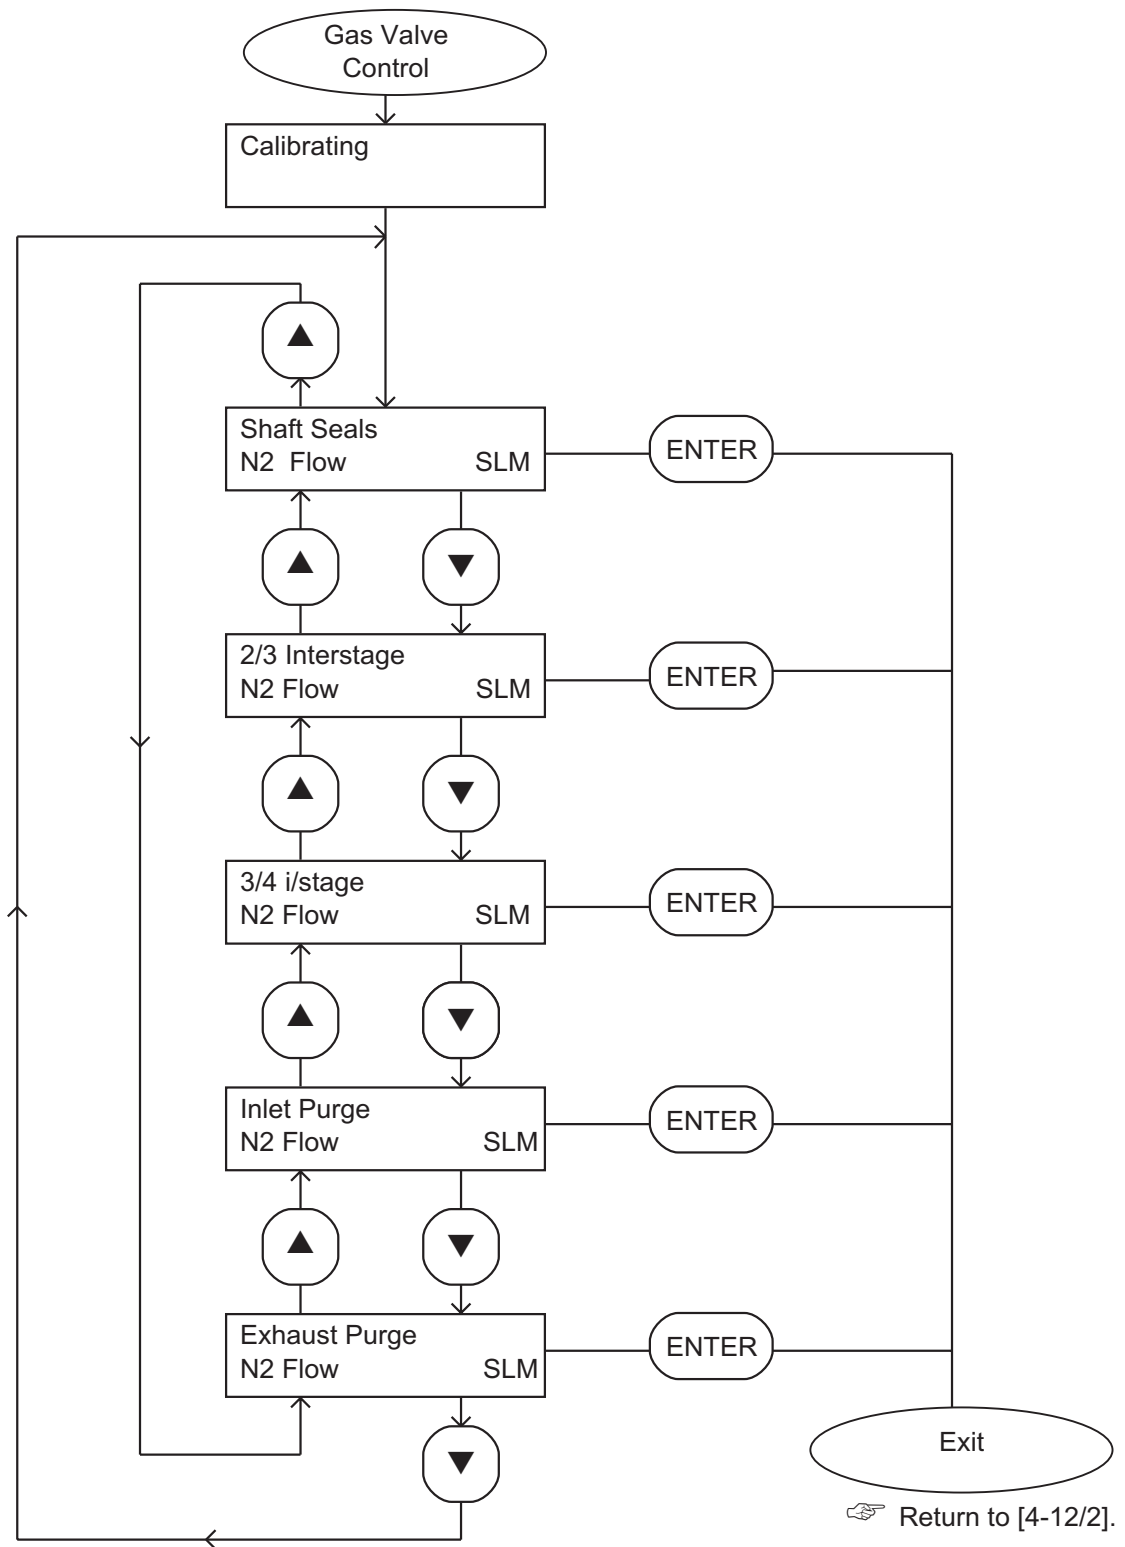 Gas Valve
Control
Calibrating
▲
Shaft Seals
N2 Flow SLM
ENTER
▲ ▼
2/3 Interstage
N2 Flow SLM
ENTER
▲ ▼
3/4 i/stage
N2 Flow SLM
ENTER
▲ ▼
Inlet Purge
N2 Flow SLM
ENTER
▲ ▼
Exhaust Purge
N2 Flow SLM
ENTER
▼
Exit
☞ Return to [4-12/2].